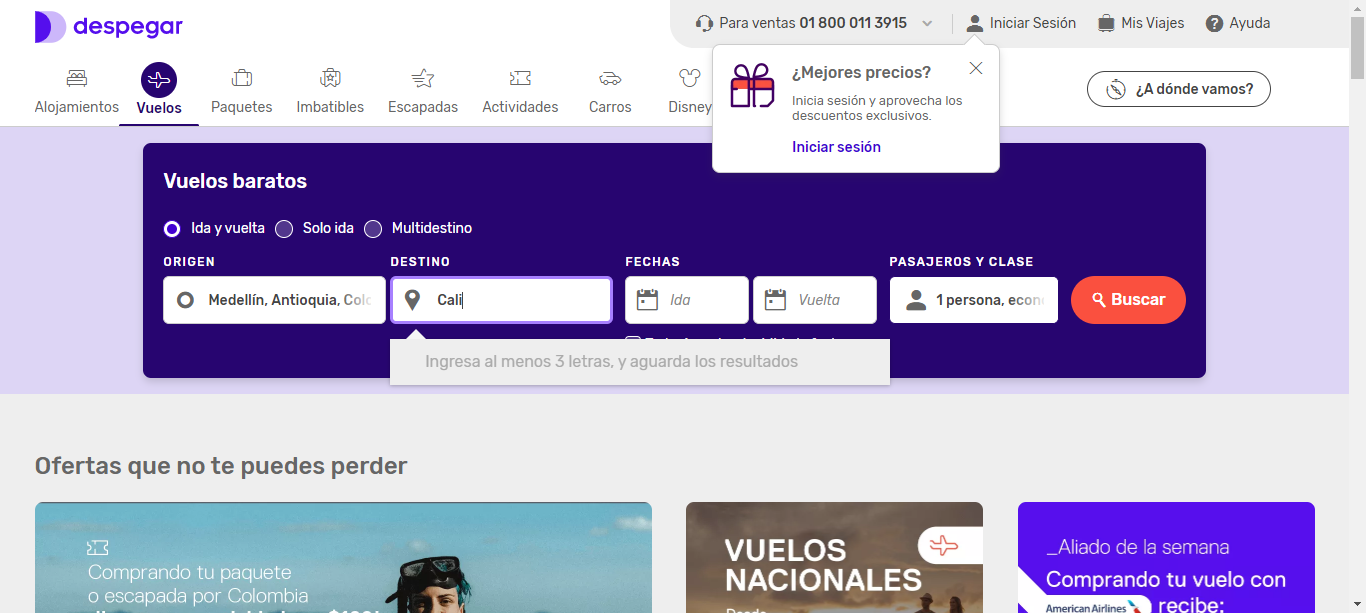 despegar
Para ventas 01 800 011 3915
Iniciar Sesión
Mis Viajes
Ayuda
Alojamientos
Vuelos
Paquetes
Imbatibles
Escapadas
Actividades
Carros
Disney
¿Mejores precios?
Inicia sesión y aprovecha los
descuentos exclusivos.
Iniciar sesión
¿A dónde vamos?
Vuelos baratos
Ida y vuelta
Solo ida
Multidestino
ORIGEN
DESTINO
FECHAS
PASAJEROS Y CLASE
Medellín, Antioquia, Colo
Cali
Ida
Vuelta
1 persona, econ
Buscar
Ingresa al menos 3 letras, y aguarda los resultados
Ofertas que no te puedes perder
Comprando tu paquete
o escapada por Colombia
VUELOS
NACIONALES
Desde
_Aliado de la semana
Comprando tu vuelo con
American Airlines recibe: